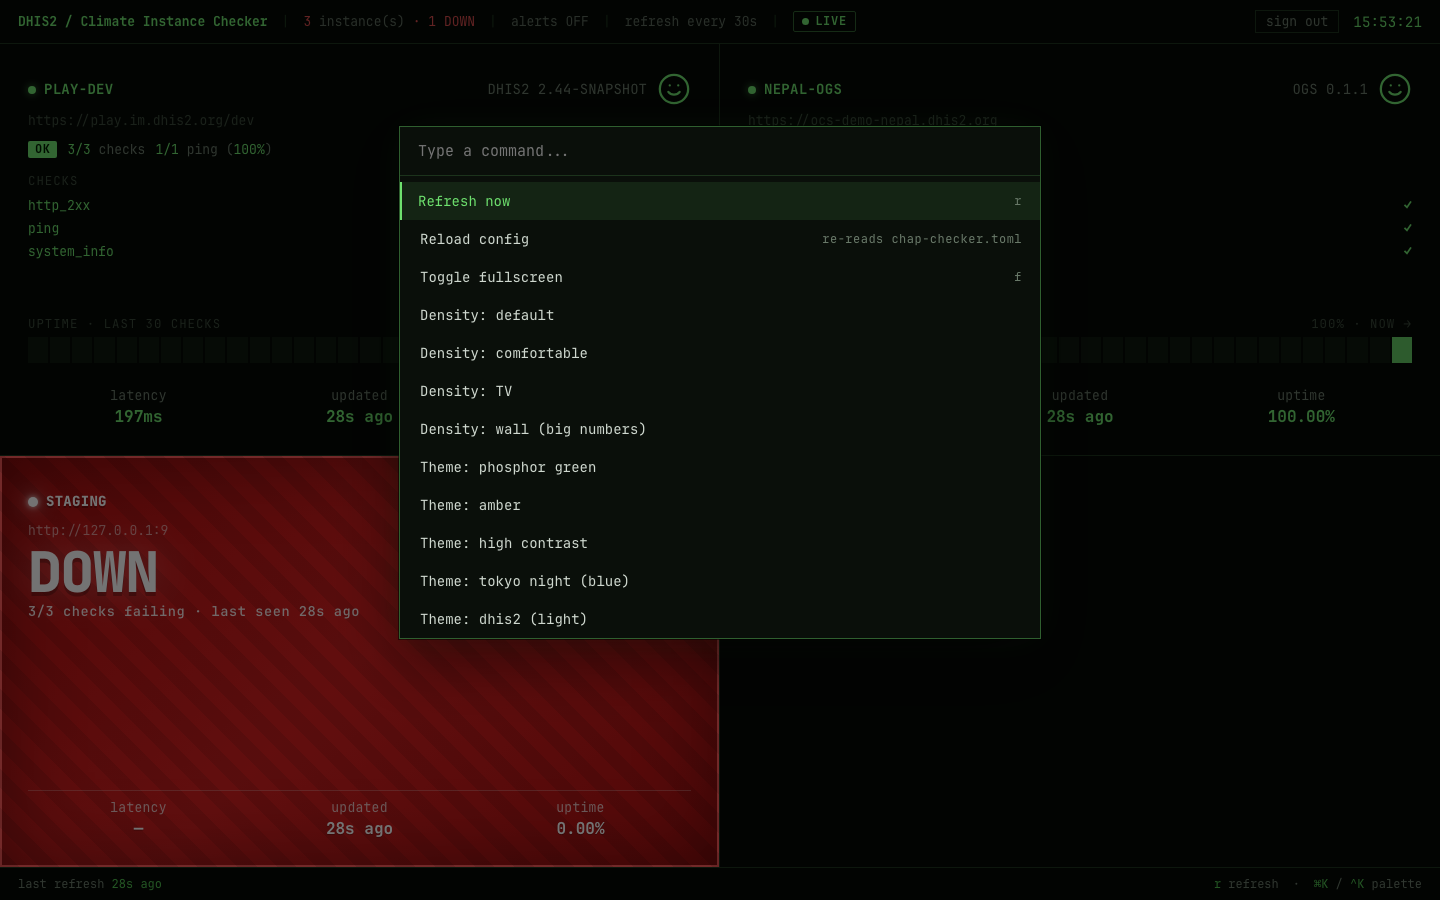 DHIS2 / Climate Instance Checker | 3 instance(s) · 1 DOWN | alerts OFF | refresh every 30s | ● LIVE sign out 15:53:21
PLAY-DEV DHIS2 2.44-SNAPSHOT
https://play.im.dhis2.org/dev
OK 3/3 checks 1/1 ping (100%)
CHECKS
http_2xx
ping
system_info
UPTIME · LAST 30 CHECKS
latency updated
197ms 28s ago
NEPAL-OGS OGS 0.1.1
https://ocs-demo-nepal.dhis2.org
✓
✓
✓
100% · NOW →
updated uptime
28s ago 100.00%
Type a command...
Refresh now r
Reload config re-reads chap-checker.toml
Toggle fullscreen f
Density: default
Density: comfortable
Density: TV
Density: wall (big numbers)
Theme: phosphor green
Theme: amber
Theme: high contrast
Theme: tokyo night (blue)
Theme: dhis2 (light)
STAGING
http://127.0.0.1:9
DOWN
3/3 checks failing · last seen 28s ago
latency updated uptime
— 28s ago 0.00%
last refresh 28s ago r refresh · ⌘K / ^K palette